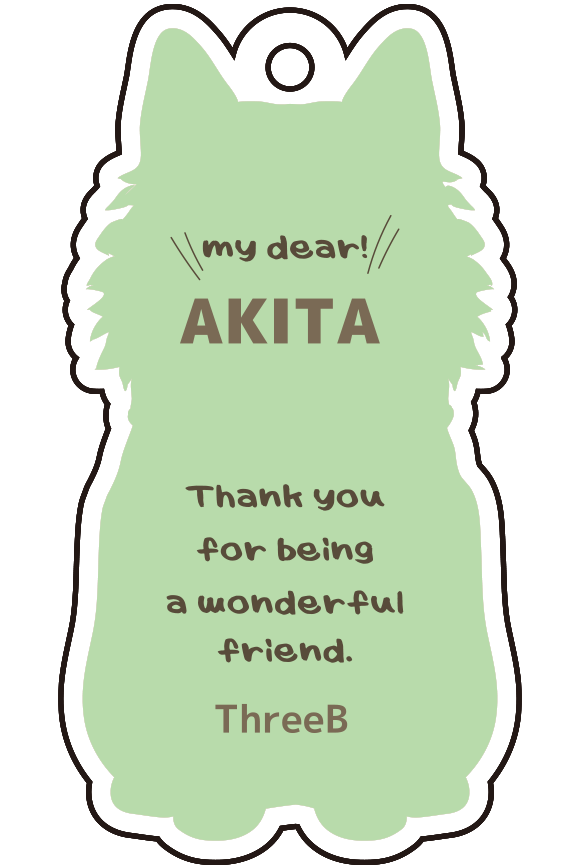 my dear!
AKITA
Thank you
for being
a wonderful
friend.
ThreeB